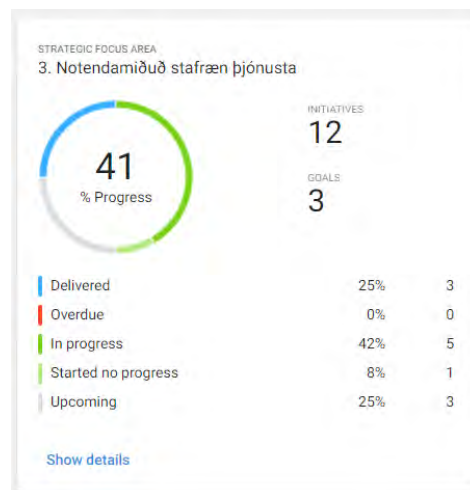 STRATEGIC FOCUS AREA
3. Notendamiðuð stafræn þjónusta
41
% Progress
INITIATIVES
12
GOALS
3
Delivered 25% 3
Overdue 0% 0
In progress 42% 5
Started no progress 8% 1
Upcoming 25% 3
Show details